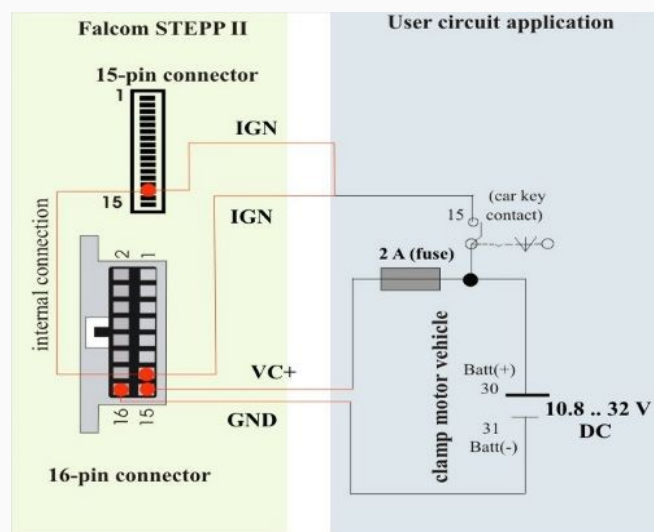 Falcom STEPP II
User circuit application
15-pin connector
1
15
IGN
IGN
internal connection
2
1
16
15
VC+
GND
16-pin connector
15
(car key
contact)
2 A (fuse)
clamp motor vehicle
Batt(+)
30
10.8 .. 32 V
DC
31
Batt(-)